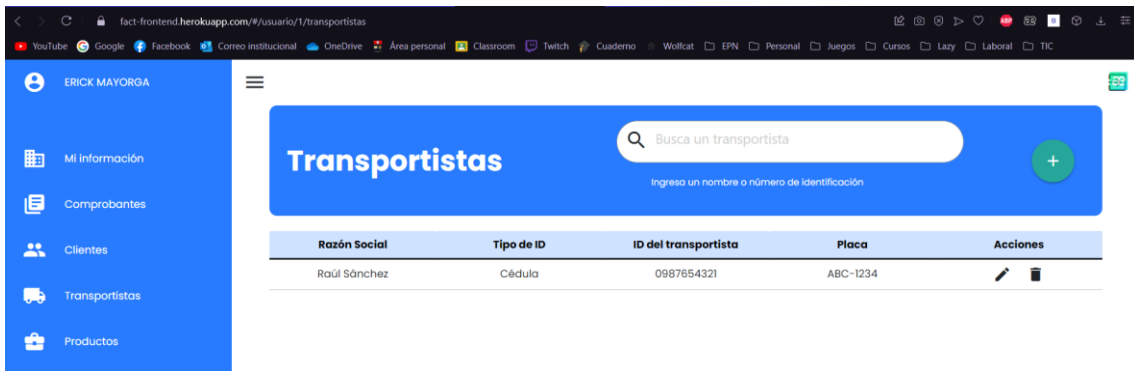 fact-frontend.herokuapp.com/#/usuario/1/transportistas
YouTube Google Facebook Correo institucional OneDrive Área personal Classroom Twitch Cuaderno Wolfcat EPN Personal Juegos Cursos Lazy Laboral TIC
ERICK MAYORGA
Mi información
Comprobantes
Clientes
Transportistas
Productos
Transportistas
Busca un transportista
Ingresa un nombre o número de identificación
+
Razón Social Tipo de ID ID del transportista Placa Acciones
Raúl Sánchez Cédula 0987654321 ABC-1234